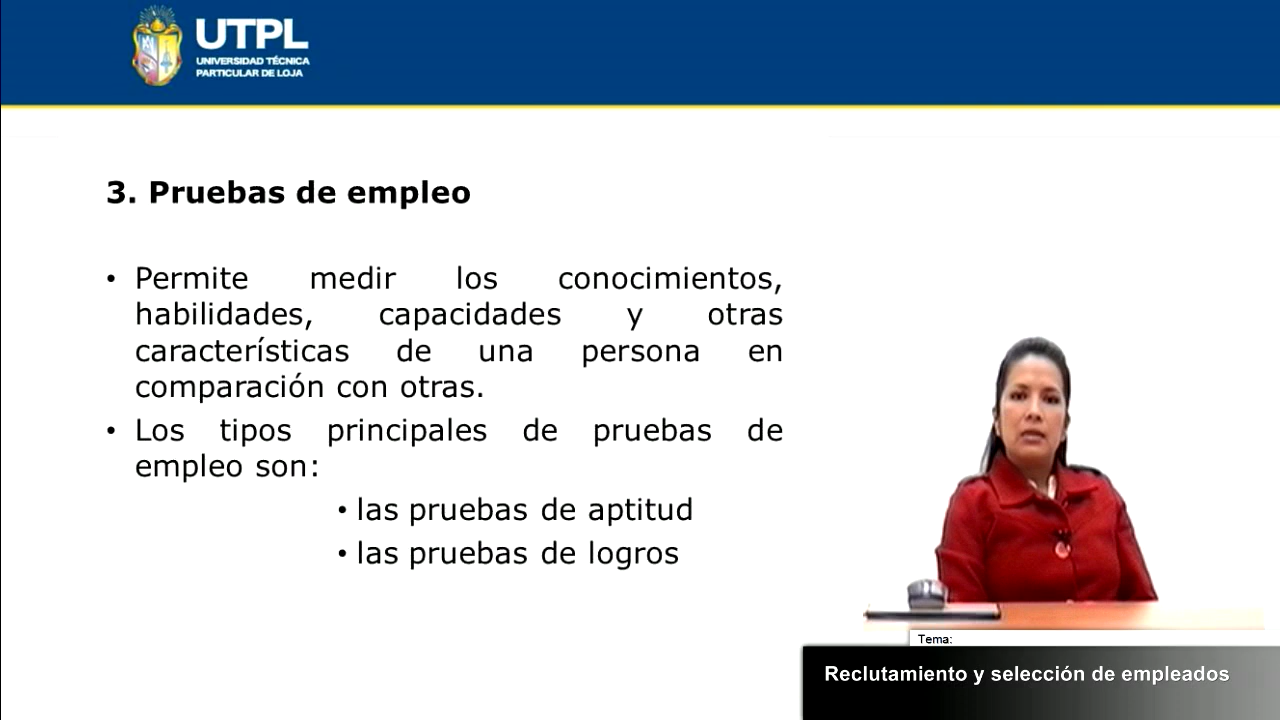 UTPL
UNIVERSIDAD TÉCNICA
PARTICULAR DE LOJA
3. Pruebas de empleo
• Permite medir los conocimientos,
habilidades, capacidades y otras
características de una persona en
comparación con otras.
• Los tipos principales de pruebas de
empleo son:
• las pruebas de aptitud
• las pruebas de logros
Tema:
Reclutamiento y selección de empleados